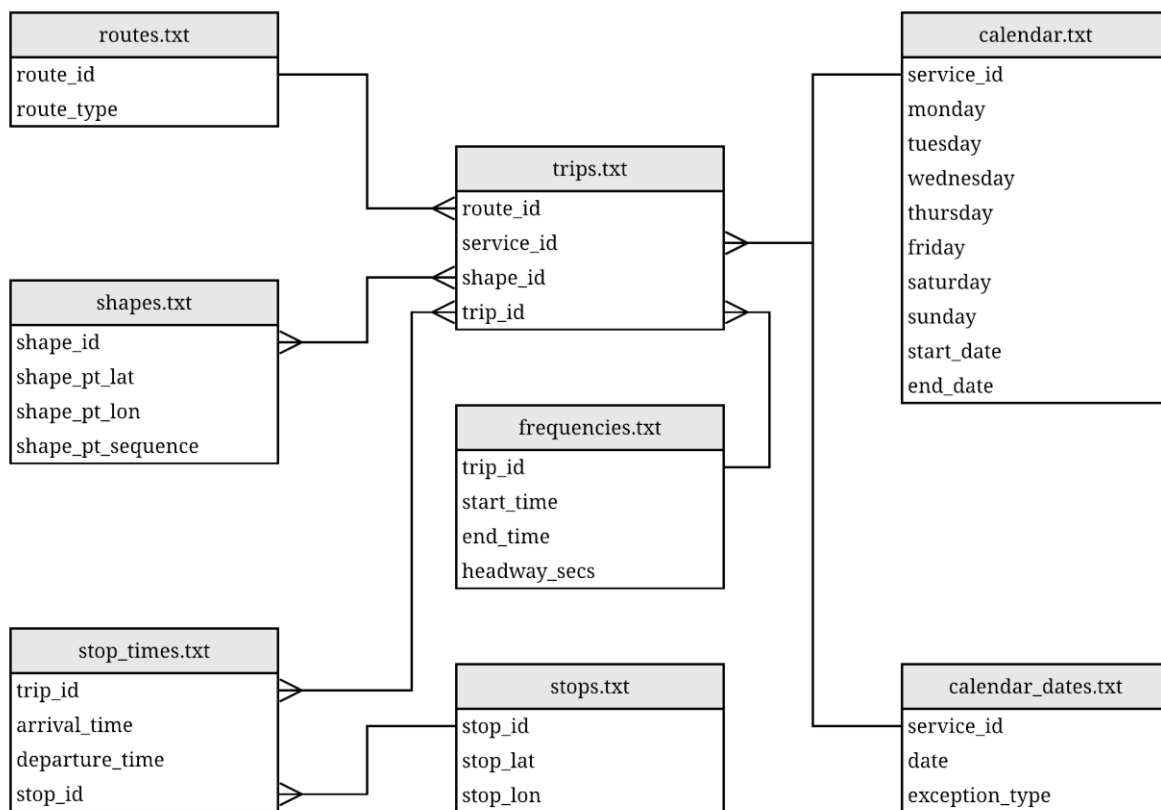 routes.txt
route_id
route_type
shapes.txt
shape_id
shape_pt_lat
shape_pt_lon
shape_pt_sequence
stop_times.txt
trip_id
arrival_time
departure_time
stop_id
trips.txt
route_id
service_id
shape_id
trip_id
frequencies.txt
trip_id
start_time
end_time
headway_secs
stops.txt
stop_id
stop_lat
stop_lon
calendar.txt
service_id
monday
tuesday
wednesday
thursday
friday
saturday
sunday
start_date
end_date
calendar_dates.txt
service_id
date
exception_type